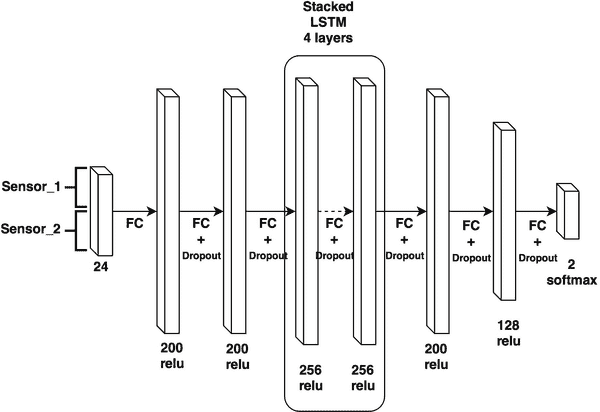 Stacked
LSTM
4 layers
Sensor_1
Sensor_2
24
FC
FC
+
Dropout
FC
+
Dropout
FC
+
Dropout
FC
+
Dropout
FC
+
Dropout
FC
+
Dropout
200
relu
200
relu
256
relu
256
relu
200
relu
128
relu
2
softmax